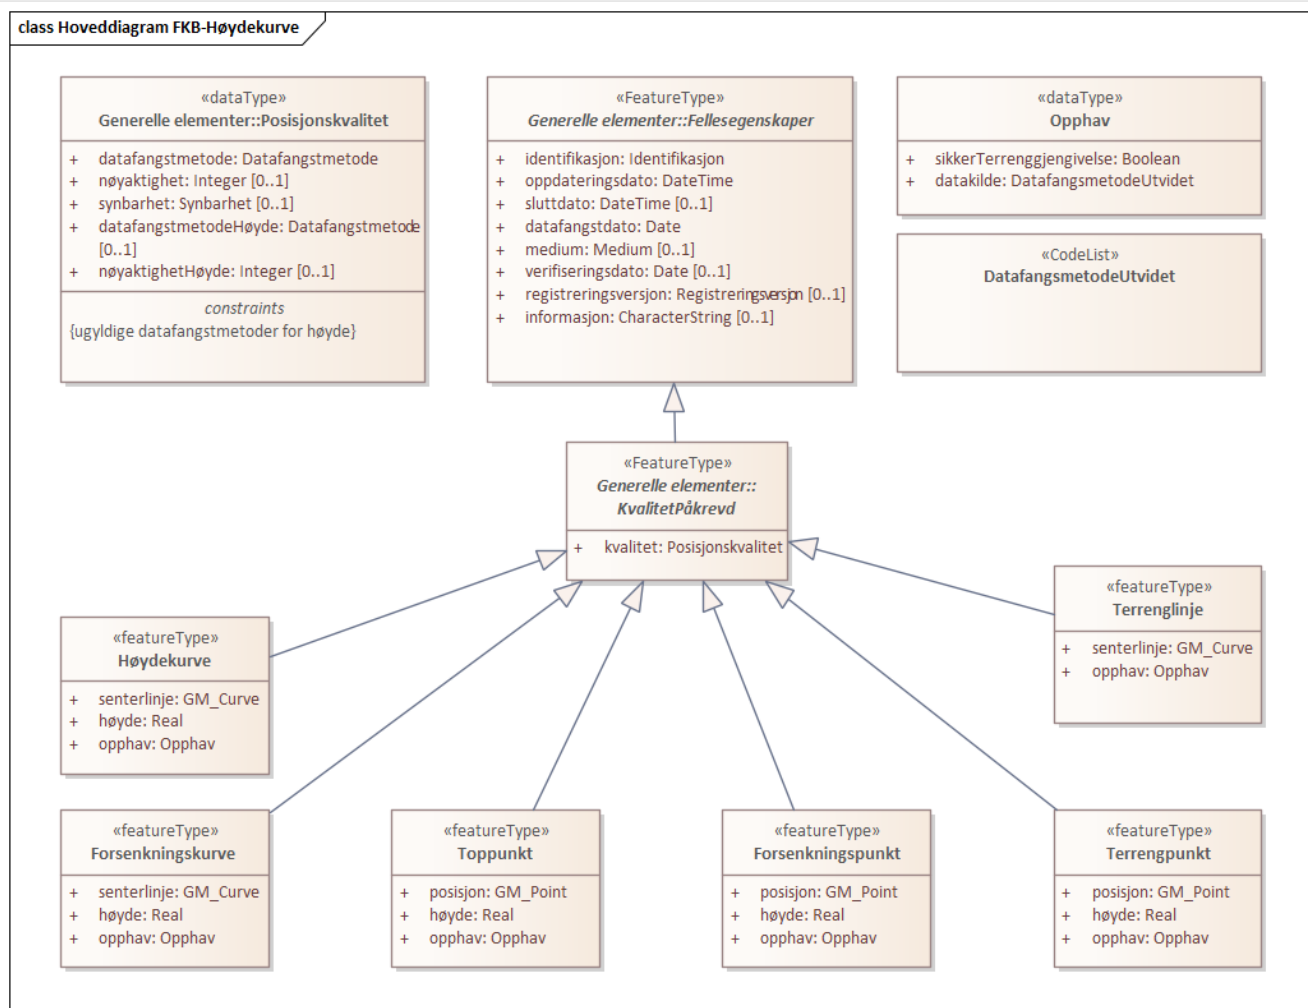 class Hoveddiagram FKB-Høydekurve
«dataType»
Generelle elementer::Posisjonskvalitet
+ datafangstmetode: Datafangstmetode
+ nøyaktighet: Integer [0..1]
+ synbarhet: Synbarhet [0..1]
+ datafangstmetodeHøyde: Datafangstmetode
[0..1]
+ nøyaktighetHøyde: Integer [0..1]
constraints
{ugyldige datafangstmetoder for høyde}
«FeatureType»
Generelle elementer::Fellesegenskaper
+ identifikasjon: Identifikasjon
+ oppdateringsdato: DateTime
+ sluttdato: DateTime [0..1]
+ datafangstdato: Date
+ medium: Medium [0..1]
+ verifiseringsdato: Date [0..1]
+ registreringsversjon: Registreringsversjon [0..1]
+ informasjon: CharacterString [0..1]
«dataType»
Opphav
+ sikkerTerrenggjengivelse: Boolean
+ datakilde: DatafangsmetodeUtvidet
«CodeList»
DatafangsmetodeUtvidet
«FeatureType»
Generelle elementer::
KvalitetPåkrevd
+ kvalitet: Posisjonskvalitet
«featureType»
Høydekurve
+ senterlinje: GM_Curve
+ høyde: Real
+ opphav: Opphav
«featureType»
Terrenglinje
+ senterlinje: GM_Curve
+ opphav: Opphav
«featureType»
Forsenkningskurve
+ senterlinje: GM_Curve
+ høyde: Real
+ opphav: Opphav
«featureType»
Toppunkt
+ posisjon: GM_Point
+ høyde: Real
+ opphav: Opphav
«featureType»
Forsenkningspunkt
+ posisjon: GM_Point
+ høyde: Real
+ opphav: Opphav
«featureType»
Terrengpunkt
+ posisjon: GM_Point
+ høyde: Real
+ opphav: Opphav